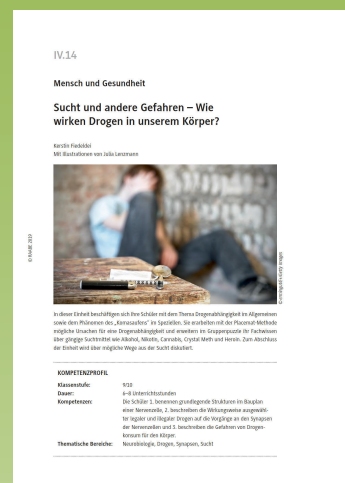 IV.14
Mensch und Gesundheit
Sucht und andere Gefahren – Wie
wirken Drogen in unserem Körper?
Kerstin Fiedeldei
Mit Illustrationen von Julia Lenzmann
© RAABE 2019
In dieser Einheit beschäftigen sich Ihre Schüler mit dem Thema Drogenabhängigkeit im Allgemeinen
sowie dem Phänomen des „Komasaufens“ im Speziellen. Sie erarbeiten mit der Placemat-Methode
mögliche Ursachen für eine Drogenabhängigkeit und erweitern im Gruppenpuzzle ihr Fachwissen
über gängige Suchtmittel wie Alkohol, Nikotin, Cannabis, Crystal Meth und Heroin. Zum Abschluss
der Einheit wird über mögliche Wege aus der Sucht diskutiert.
KOMPETENZPROFIL
Klassenstufe: 9/10
Dauer: 6–8 Unterrichtsstunden
Kompetenzen: Die Schüler 1. benennen grundlegende Strukturen im Bauplan
einer Nervenzelle, 2. beschreiben die Wirkungsweise ausgewähl-
ter legaler und illegaler Drogen auf die Vorgänge an den Synapsen
der Nervenzellen und 3. beschreiben die Gefahren von Drogen-
konsum für den Körper.
Thematische Bereiche: Neurobiologie, Drogen, Synapsen, Sucht